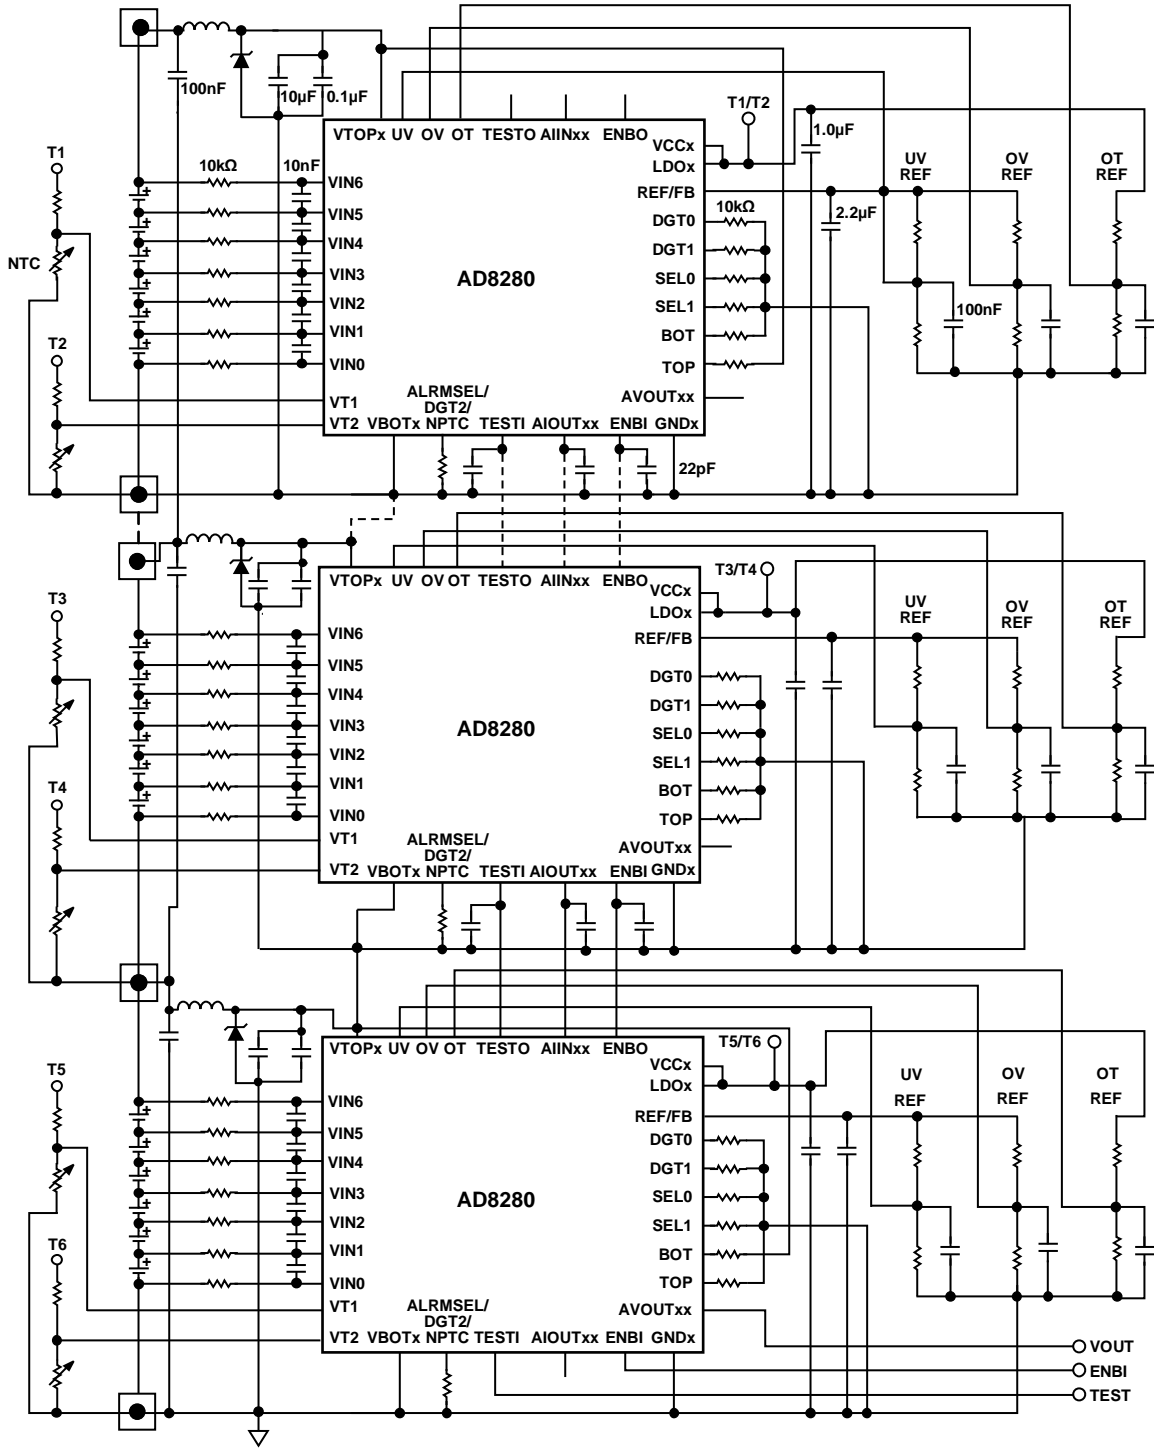 100nF
10µF 0.1µF
VTOPx UV OV OT TESTO AIINxx ENBO
T1/T2
1.0µF
VCCx
LDOx
T1
10kΩ
10nF
VIN6
REF/FB
UV
REF
OV
REF
OT
REF
VIN5
10kΩ
DGT0
2.2µF
VIN4
DGT1
NTC
VIN3
AD8280
SEL0
VIN2
SEL1
100nF
VIN1
BOT
T2
VIN0
TOP
VT1
ALRMSEL/
DGT2/
AVOUTxx
VT2 VBOTx NPTC TESTI AIOUTxx ENBI GNDx
22pF
VTOPx UV OV OT TESTO AIINxx ENBO
T3/T4
VCCx
LDOx
T3
VIN6
REF/FB
UV
REF
OV
REF
OT
REF
VIN5
DGT0
VIN4
DGT1
VIN3
AD8280
SEL0
VIN2
SEL1
VIN1
BOT
T4
VIN0
TOP
VT1
ALRMSEL/
DGT2/
AVOUTxx
VT2 VBOTx NPTC TESTI AIOUTxx ENBI GNDx
VTOPx UV OV OT TESTO AIINxx ENBO
T5/T6
VCCx
LDOx
T5
VIN6
REF/FB
UV
REF
OV
REF
OT
REF
VIN5
DGT0
VIN4
DGT1
VIN3
AD8280
SEL0
VIN2
SEL1
VIN1
BOT
T6
VIN0
TOP
VT1
ALRMSEL/
DGT2/
AVOUTxx
VT2 VBOTx NPTC TESTI AIOUTxx ENBI GNDx
VOUT
ENBI
TEST